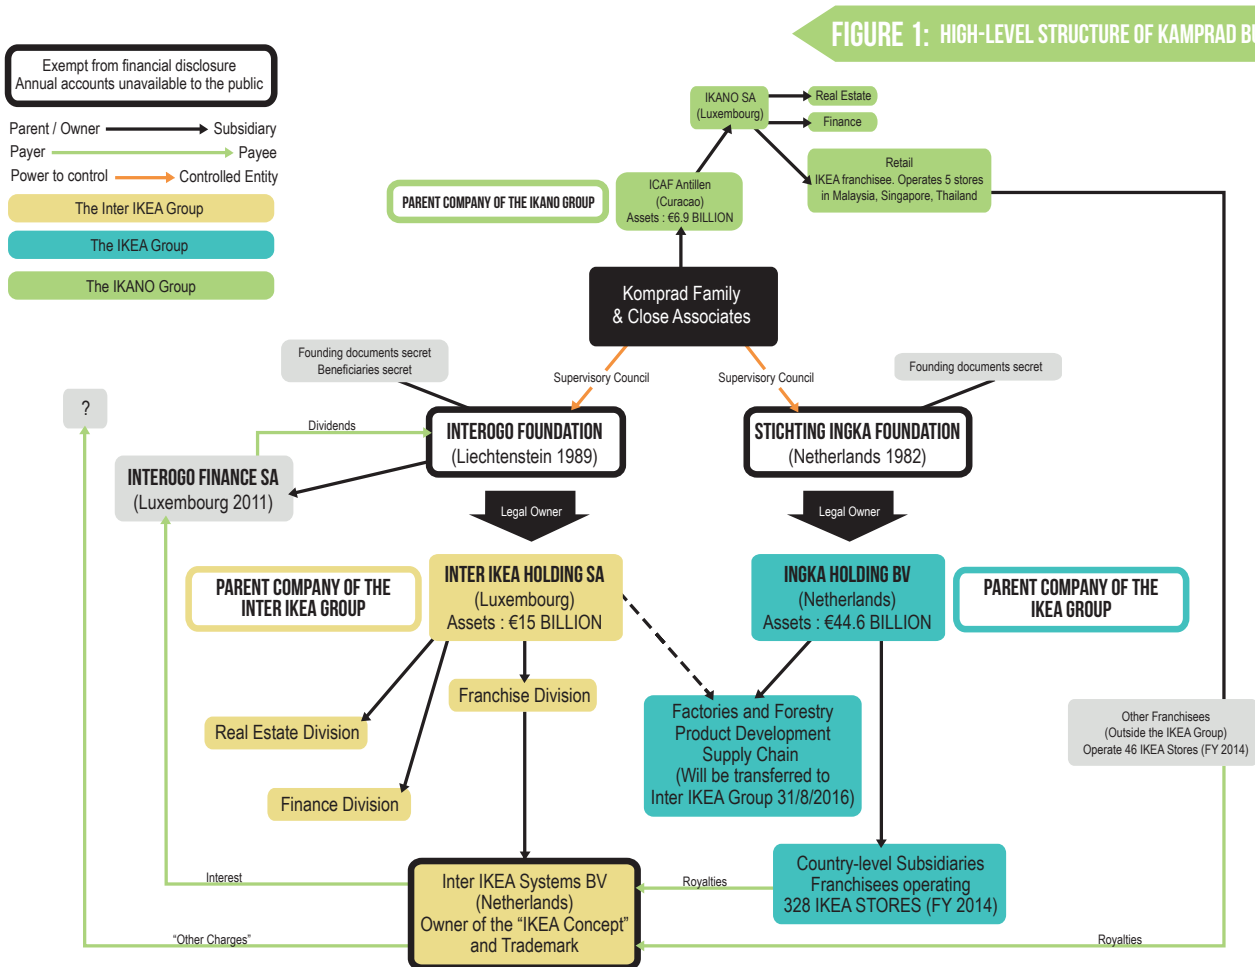 FIGURE 1: HIGH-LEVEL STRUCTURE OF KAMPRAD
Exempt from financial disclosure
Annual accounts unavailable to the public
Parent / Owner Subsidiary
Payer Payee
Power to control Controlled Entity
The Inter IKEA Group
The IKEA Group
The IKANO Group
IKANO SA
(Luxembourg)
Real Estate
Finance
Retail
IKEA franchisee. Operates 5 stores
in Malaysia, Singapore, Thailand
PARENT COMPANY OF THE IKANO GROUP
ICAF Antillen
(Curacao)
Assets : €6.9 BILLION
Komprad Family
& Close Associates
Founding documents secret
Beneficiaries secret
Supervisory Council
Supervisory Council
Founding documents secret
?
Dividends
INTEROGO FOUNDATION
(Liechtenstein 1989)
STICHTING INGKA FOUNDATION
(Netherlands 1982)
INTEROGO FINANCE SA
(Luxembourg 2011)
Legal Owner
Legal Owner
PARENT COMPANY OF THE
INTER IKEA GROUP
INTER IKEA HOLDING SA
(Luxembourg)
Assets : €15 BILLION
INGKA HOLDING BV
(Netherlands)
Assets : €44.6 BILLION
PARENT COMPANY OF THE
IKEA GROUP
Franchise Division
Real Estate Division
Finance Division
Factories and Forestry
Product Development
Supply Chain
(Will be transferred to
Inter IKEA Group 31/8/2016)
Other Franchisees
(Outside the IKEA Group)
Operate 46 IKEA Stores (FY 2014)
Interest
Inter IKEA Systems BV
(Netherlands)
Owner of the “IKEA Concept”
and Trademark
Royalties
Country-level Subsidiaries
Franchisees operating
328 IKEA STORES (FY 2014)
“Other Charges”
Royalties